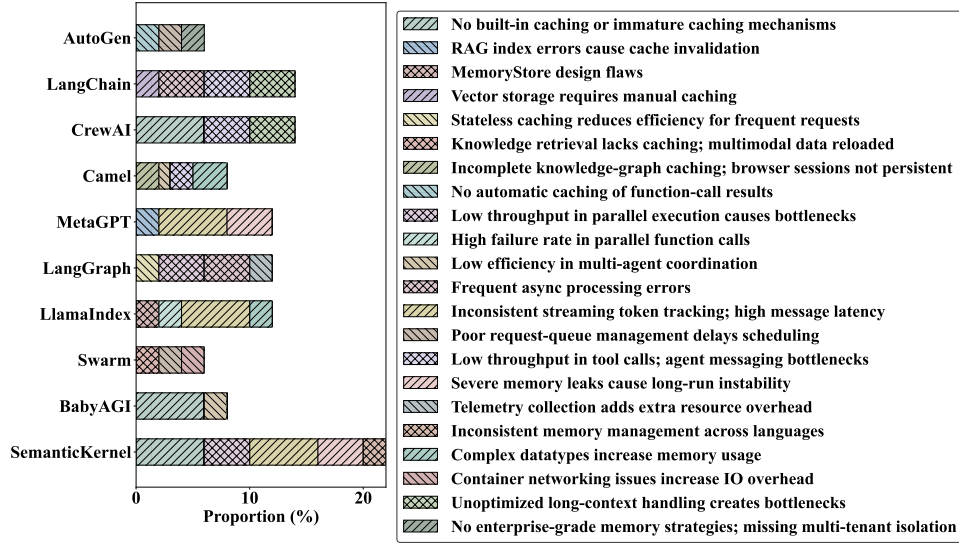 AutoGen
LangChain
CrewAI
Camel
MetaGPT
LangGraph
LlamaIndex
Swarm
BabyAGI
SemanticKernel
0
10
20
Proportion (%)
No built-in caching or immature caching mechanisms
RAG index errors cause cache invalidation
MemoryStore design flaws
Vector storage requires manual caching
Stateless caching reduces efficiency for frequent requests
Knowledge retrieval lacks caching; multimodal data reloaded
Incomplete knowledge-graph caching; browser sessions not persistent
No automatic caching of function-call results
Low throughput in parallel execution causes bottlenecks
High failure rate in parallel function calls
Low efficiency in multi-agent coordination
Frequent async processing errors
Inconsistent streaming token tracking; high message latency
Poor request-queue management delays scheduling
Low throughput in tool calls; agent messaging bottlenecks
Severe memory leaks cause long-run instability
Telemetry collection adds extra resource overhead
Inconsistent memory management across languages
Complex datatypes increase memory usage
Container networking issues increase IO overhead
Unoptimized long-context handling creates bottlenecks
No enterprise-grade memory strategies; missing multi-tenant isolation